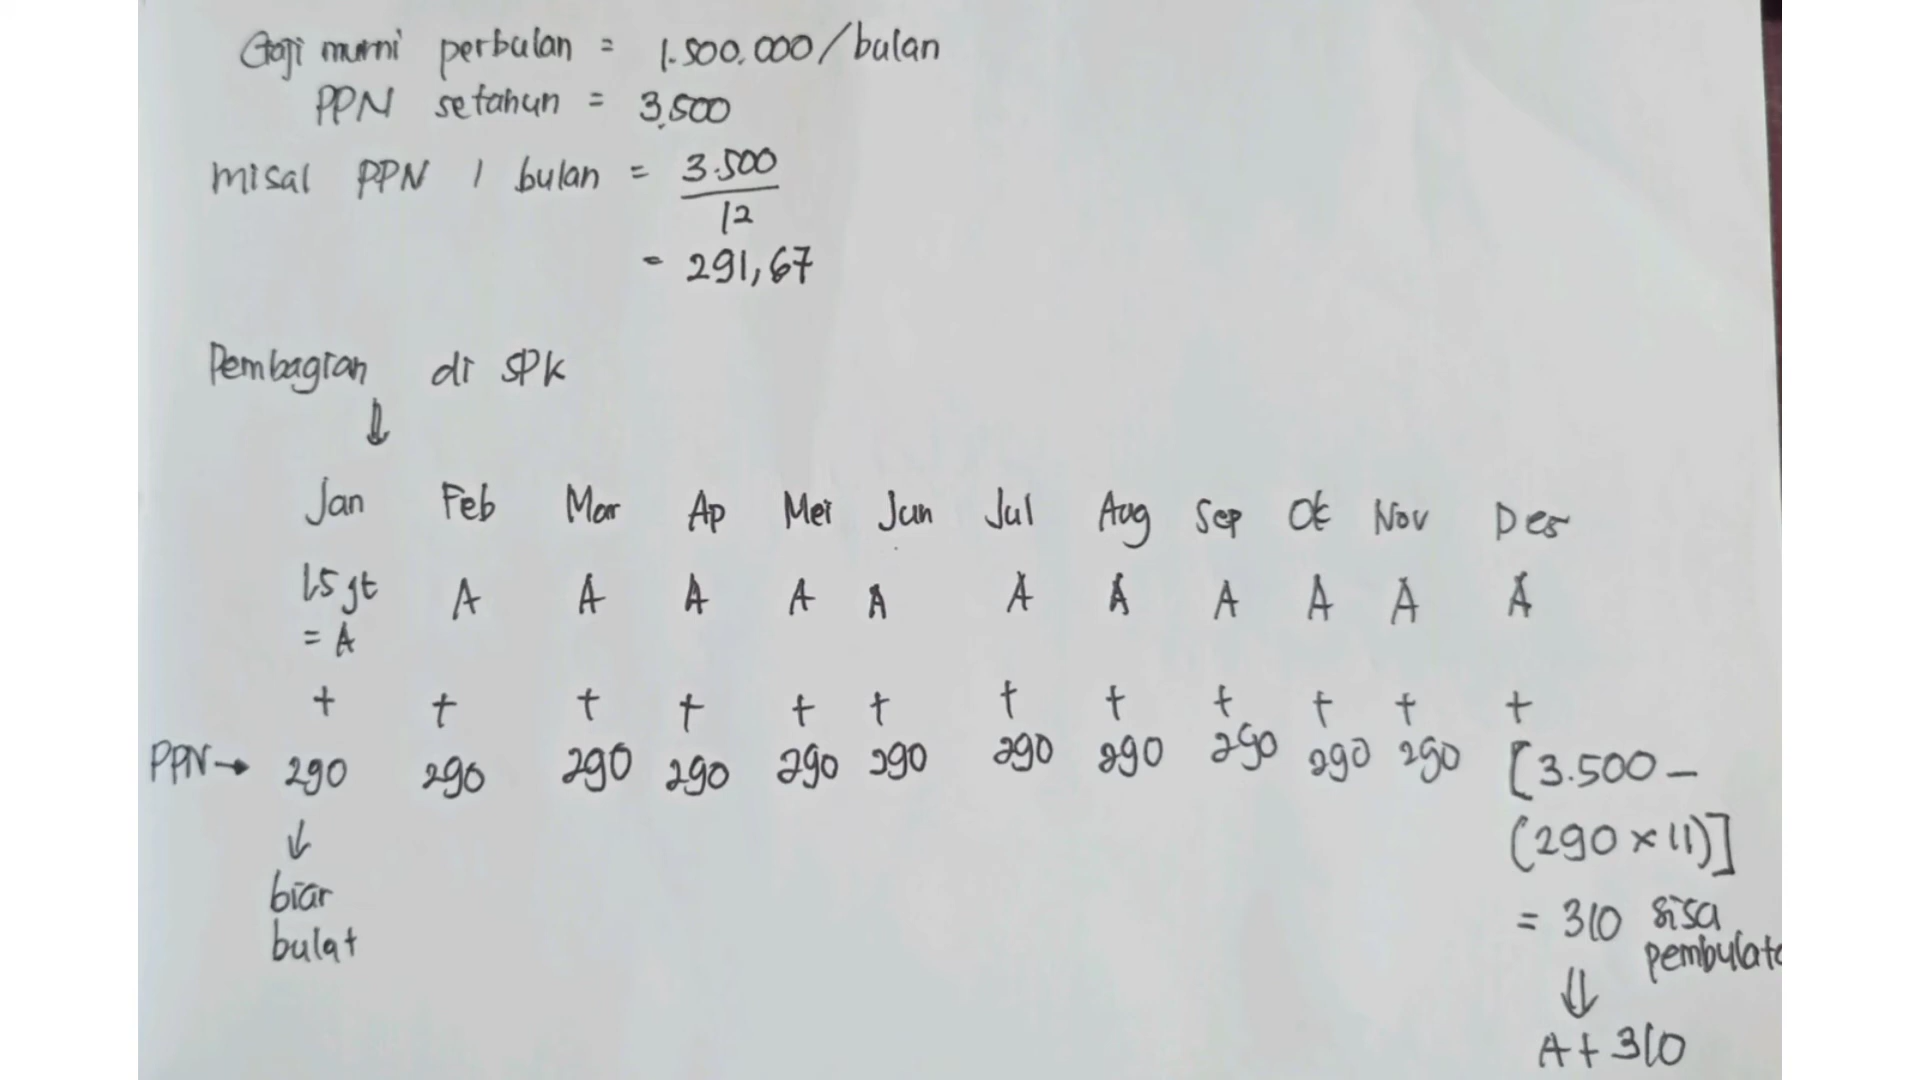 Gaji murni perbulan = 1.500.000/bulan
PPN setahun = 3.500
misal PPN 1 bulan = 3.500
12
= 291,67
Pembagian di SPK
↓
Jan Feb Mar Ap Mei Jun Jul Aug Sep Okt Nov Des
1.5 jt A A A A A A A A A A A
= A
+ + + + + + + + + + + +
PPN → 290 290 290 290 290 290 290 290 290 290 290 [3.500 –
↓ (290 x 11)]
biar = 310 sisa
bulat pembulata
⇓
A + 310